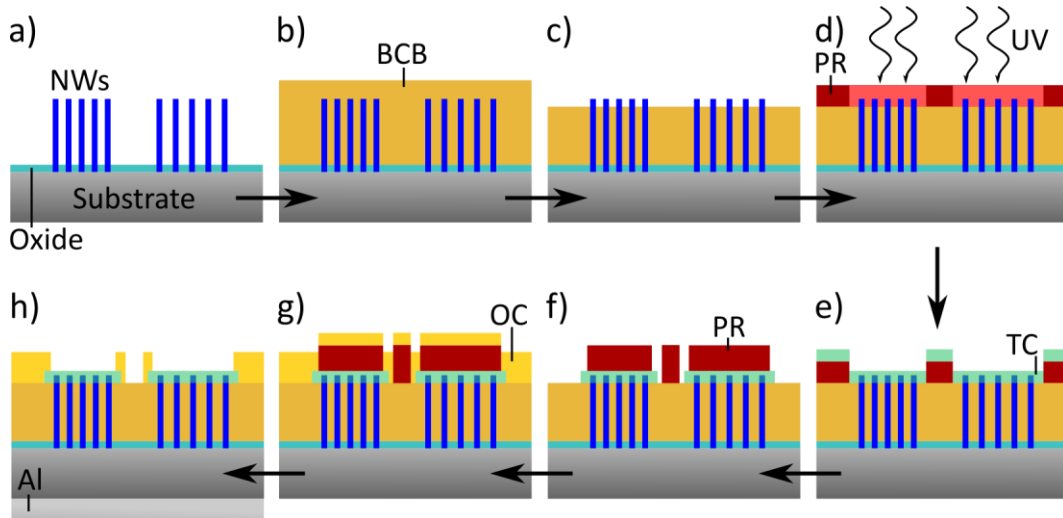 a)
NWs
Substrate
Oxide
b)
BCB
c)
d)
UV
PR
e)
TC
f)
PR
g)
OC
h)
Al